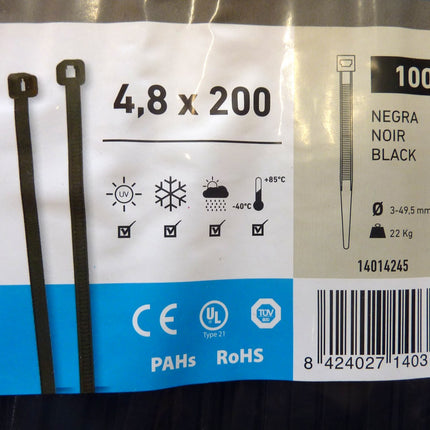 4,8 x 200
100
NEGRA
NOIR
BLACK
UV
+85°C
-40°C
Ø 3-49,5 mm
22 Kg
14014245
CE
UL
Type 21
TÜV
PAHs RoHS
8 424027 1403